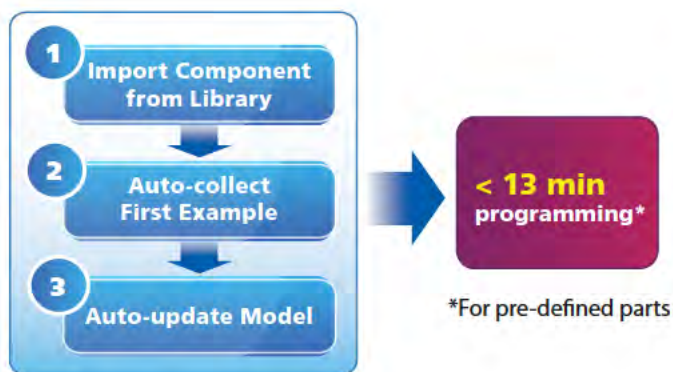 1
Import Component
from Library
2
Auto-collect
First Example
3
Auto-update Model
< 13 min
programming*
*For pre-defined parts